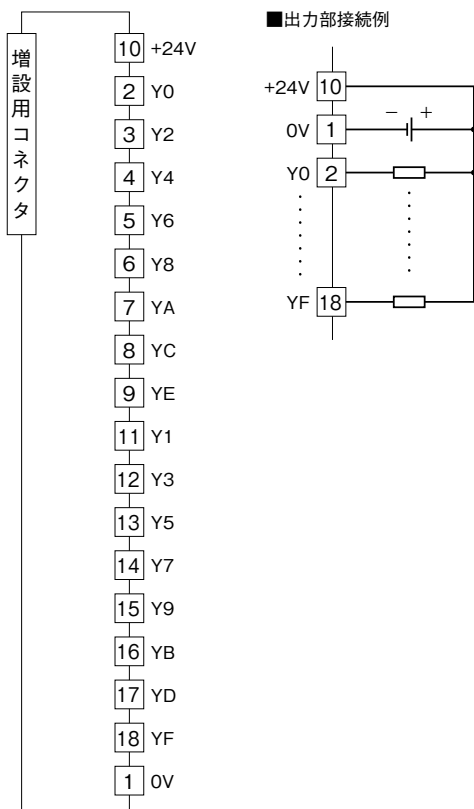 増設用コネクタ
10 +24V
2 Y0
3 Y2
4 Y4
5 Y6
6 Y8
7 YA
8 YC
9 YE
11 Y1
12 Y3
13 Y5
14 Y7
15 Y9
16 YB
17 YD
18 YF
1 0V
■出力部接続例
+24V 10
0V 1 − +
Y0 2
YF 18